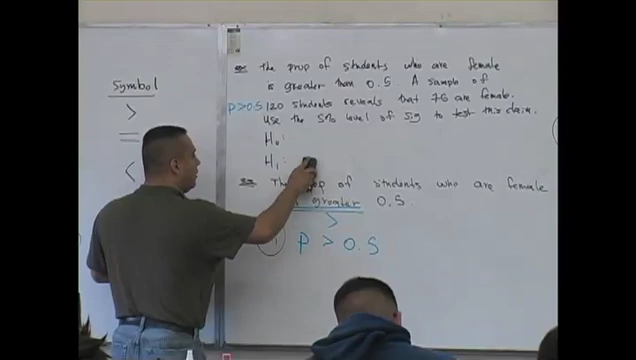 Symbol
>
=
<
ex The prop of students who are female
is greater than 0.5. A sample of
P>0.5 120 students reveals that 76 are female.
Use the 5% level of sig to test this claim.
H₀:
H₁:
ex The prop of students who are female
greater 0.5.
>
P > 0.5